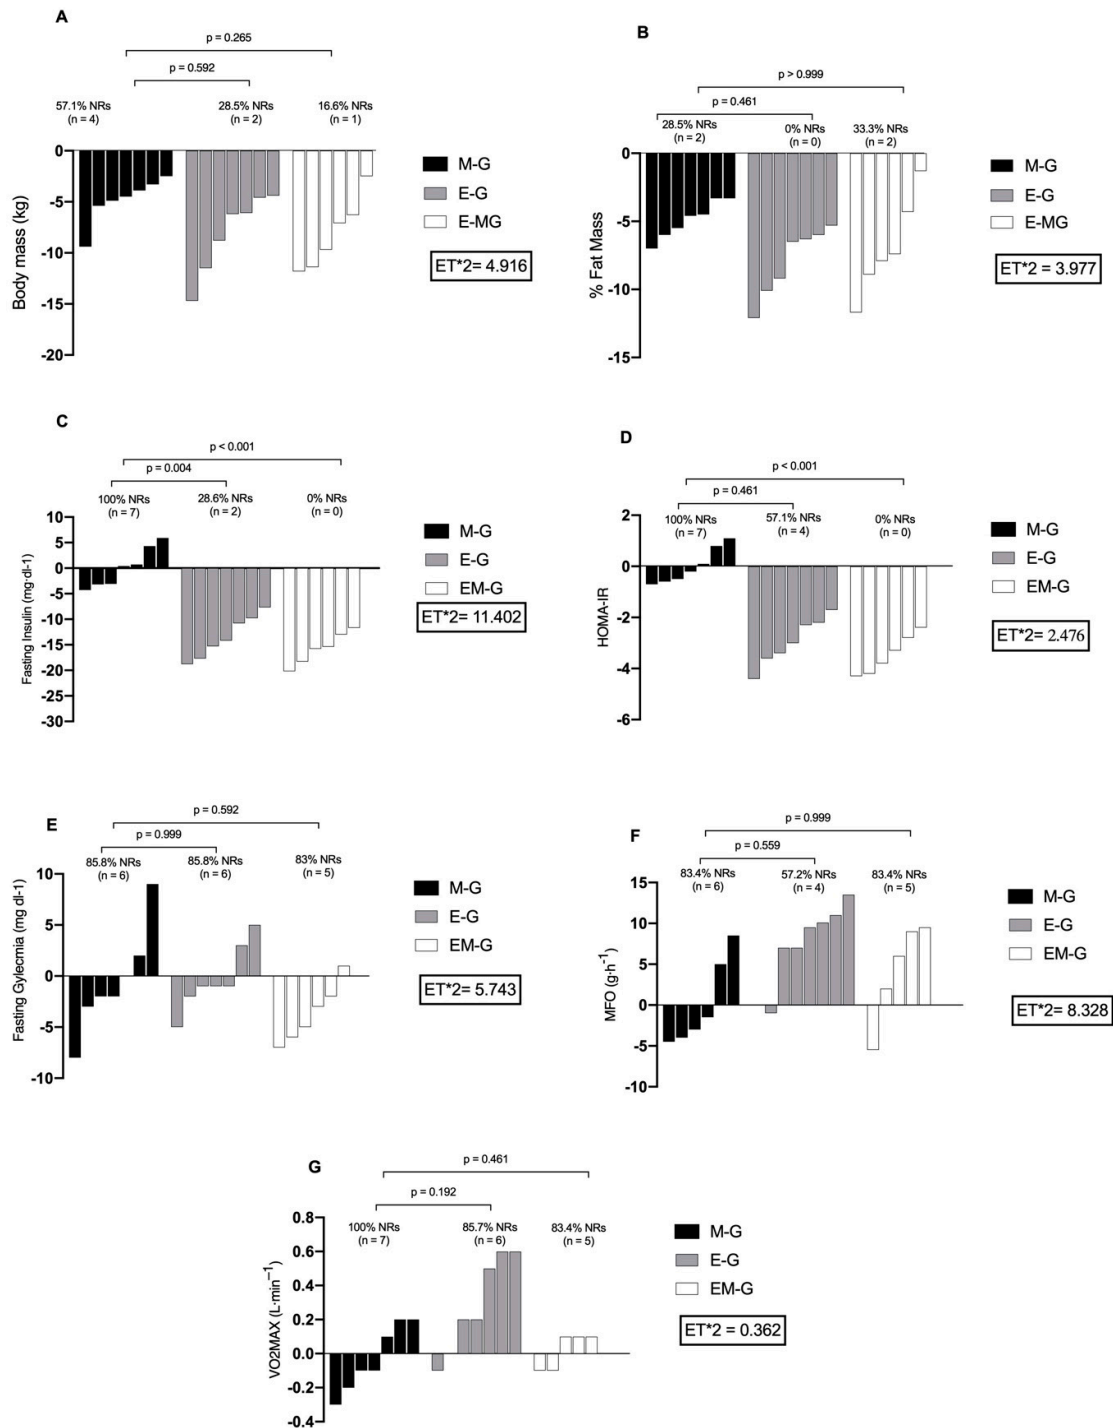 A
p = 0.265
p = 0.592
57.1% NRs
(n = 4)
28.5% NRs
(n = 2)
16.6% NRs
(n = 1)
0
-5
-10
-15
-20
Body mass (kg)
M-G
E-G
E-MG
ET*2 = 4.916
B
p > 0.999
p = 0.461
28.5% NRs
(n = 2)
0% NRs
(n = 0)
33.3% NRs
(n = 2)
0
-5
-10
-15
% Fat Mass
M-G
E-G
E-MG
ET*2 = 3.977
C
p < 0.001
p = 0.004
100% NRs
(n = 7)
28.6% NRs
(n = 2)
0% NRs
(n = 0)
10
5
0
-5
-10
-15
-20
-25
-30
Fasting Insulin (mg·dl-1)
M-G
E-G
EM-G
ET*2= 11.402
D
p <0.001
p = 0.461
100% NRs
(n = 7)
57.1% NRs
(n = 4)
0% NRs
(n = 0)
2
0
-2
-4
-6
HOMA-IR
M-G
E-G
EM-G
ET*2= 2.476
E
p = 0.592
p = 0.999
85.8% NRs
(n = 6)
85.8% NRs
(n = 6)
83% NRs
(n = 5)
10
5
0
-5
-10
Fasting Gylecmia (mg dl-1)
M-G
E-G
EM-G
ET*2= 5.743
F
p = 0.999
p = 0.559
83.4% NRs
(n = 6)
57.2% NRs
(n = 4)
83.4% NRs
(n = 5)
15
10
5
0
-5
-10
MFO (g·h⁻¹)
M-G
E-G
EM-G
ET*2= 8.328
G
p = 0.461
p = 0.192
100% NRs
(n = 7)
85.7% NRs
(n = 6)
83.4% NRs
(n = 5)
0.8
0.6
0.4
0.2
0.0
-0.2
-0.4
VO2MAX (L·min⁻¹)
M-G
E-G
EM-G
ET*2 = 0.362